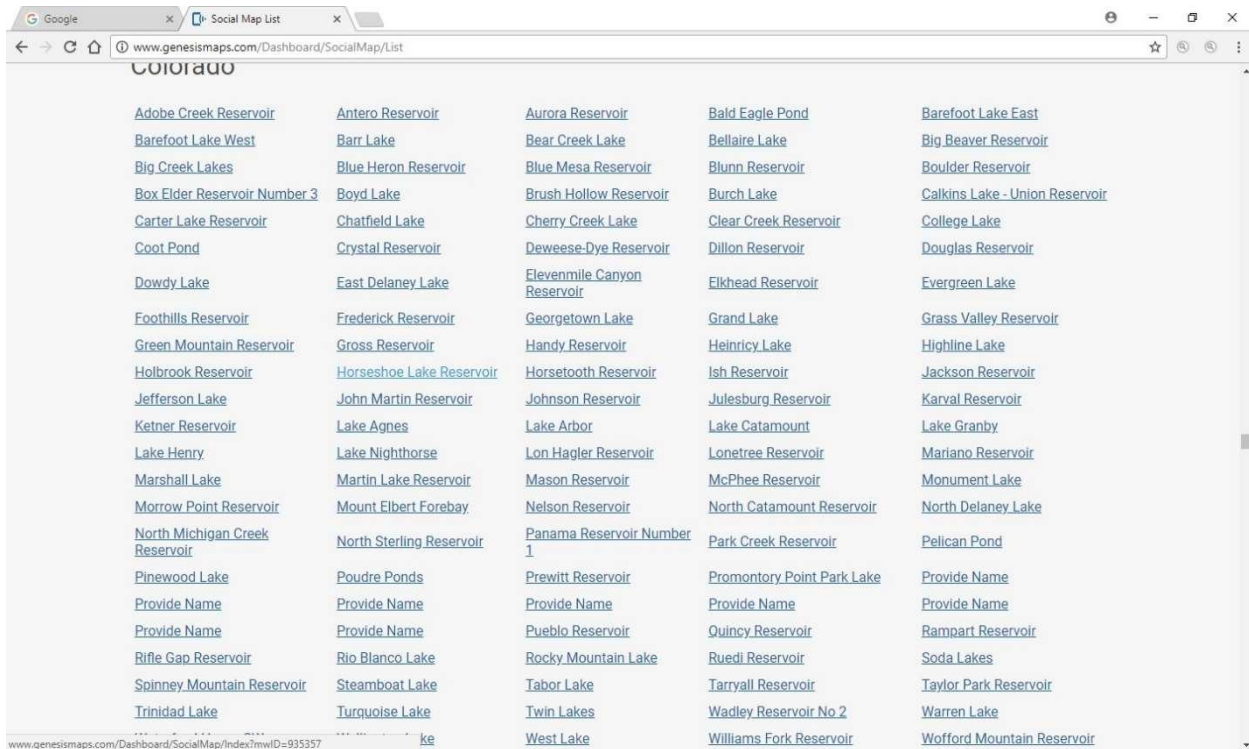 Google
Social Map List
www.genesismaps.com/Dashboard/SocialMap/List
Colorado
Adobe Creek Reservoir Antero Reservoir Aurora Reservoir Bald Eagle Pond Barefoot Lake East
Barefoot Lake West Barr Lake Bear Creek Lake Bellaire Lake Big Beaver Reservoir
Big Creek Lakes Blue Heron Reservoir Blue Mesa Reservoir Blunn Reservoir Boulder Reservoir
Box Elder Reservoir Number 3 Boyd Lake Brush Hollow Reservoir Burch Lake Calkins Lake - Union Reservoir
Carter Lake Reservoir Chatfield Lake Cherry Creek Lake Clear Creek Reservoir College Lake
Coot Pond Crystal Reservoir Deweese-Dye Reservoir Dillon Reservoir Douglas Reservoir
Dowdy Lake East Delaney Lake Elevenmile Canyon
Reservoir Elkhead Reservoir Evergreen Lake
Foothills Reservoir Frederick Reservoir Georgetown Lake Grand Lake Grass Valley Reservoir
Green Mountain Reservoir Gross Reservoir Handy Reservoir Heinricy Lake Highline Lake
Holbrook Reservoir Horseshoe Lake Reservoir Horsetooth Reservoir Ish Reservoir Jackson Reservoir
Jefferson Lake John Martin Reservoir Johnson Reservoir Julesburg Reservoir Karval Reservoir
Ketner Reservoir Lake Agnes Lake Arbor Lake Catamount Lake Granby
Lake Henry Lake Nighthorse Lon Hagler Reservoir Lonetree Reservoir Mariano Reservoir
Marshall Lake Martin Lake Reservoir Mason Reservoir McPhee Reservoir Monument Lake
Morrow Point Reservoir Mount Elbert Forebay Nelson Reservoir North Catamount Reservoir North Delaney Lake
North Michigan Creek
Reservoir North Sterling Reservoir Panama Reservoir Number
1 Park Creek Reservoir Pelican Pond
Pinewood Lake Poudre Ponds Prewitt Reservoir Promontory Point Park Lake Provide Name
Provide Name Provide Name Provide Name Provide Name Provide Name
Provide Name Provide Name Pueblo Reservoir Quincy Reservoir Rampart Reservoir
Rifle Gap Reservoir Rio Blanco Lake Rocky Mountain Lake Ruedi Reservoir Soda Lakes
Spinney Mountain Reservoir Steamboat Lake Tabor Lake Tarryall Reservoir Taylor Park Reservoir
Trinidad Lake Turquoise Lake Twin Lakes Wadley Reservoir No 2 Warren Lake
West Lake Williams Fork Reservoir Wofford Mountain Reservoir
www.genesismaps.com/Dashboard/SocialMap/Index?mwID=935357